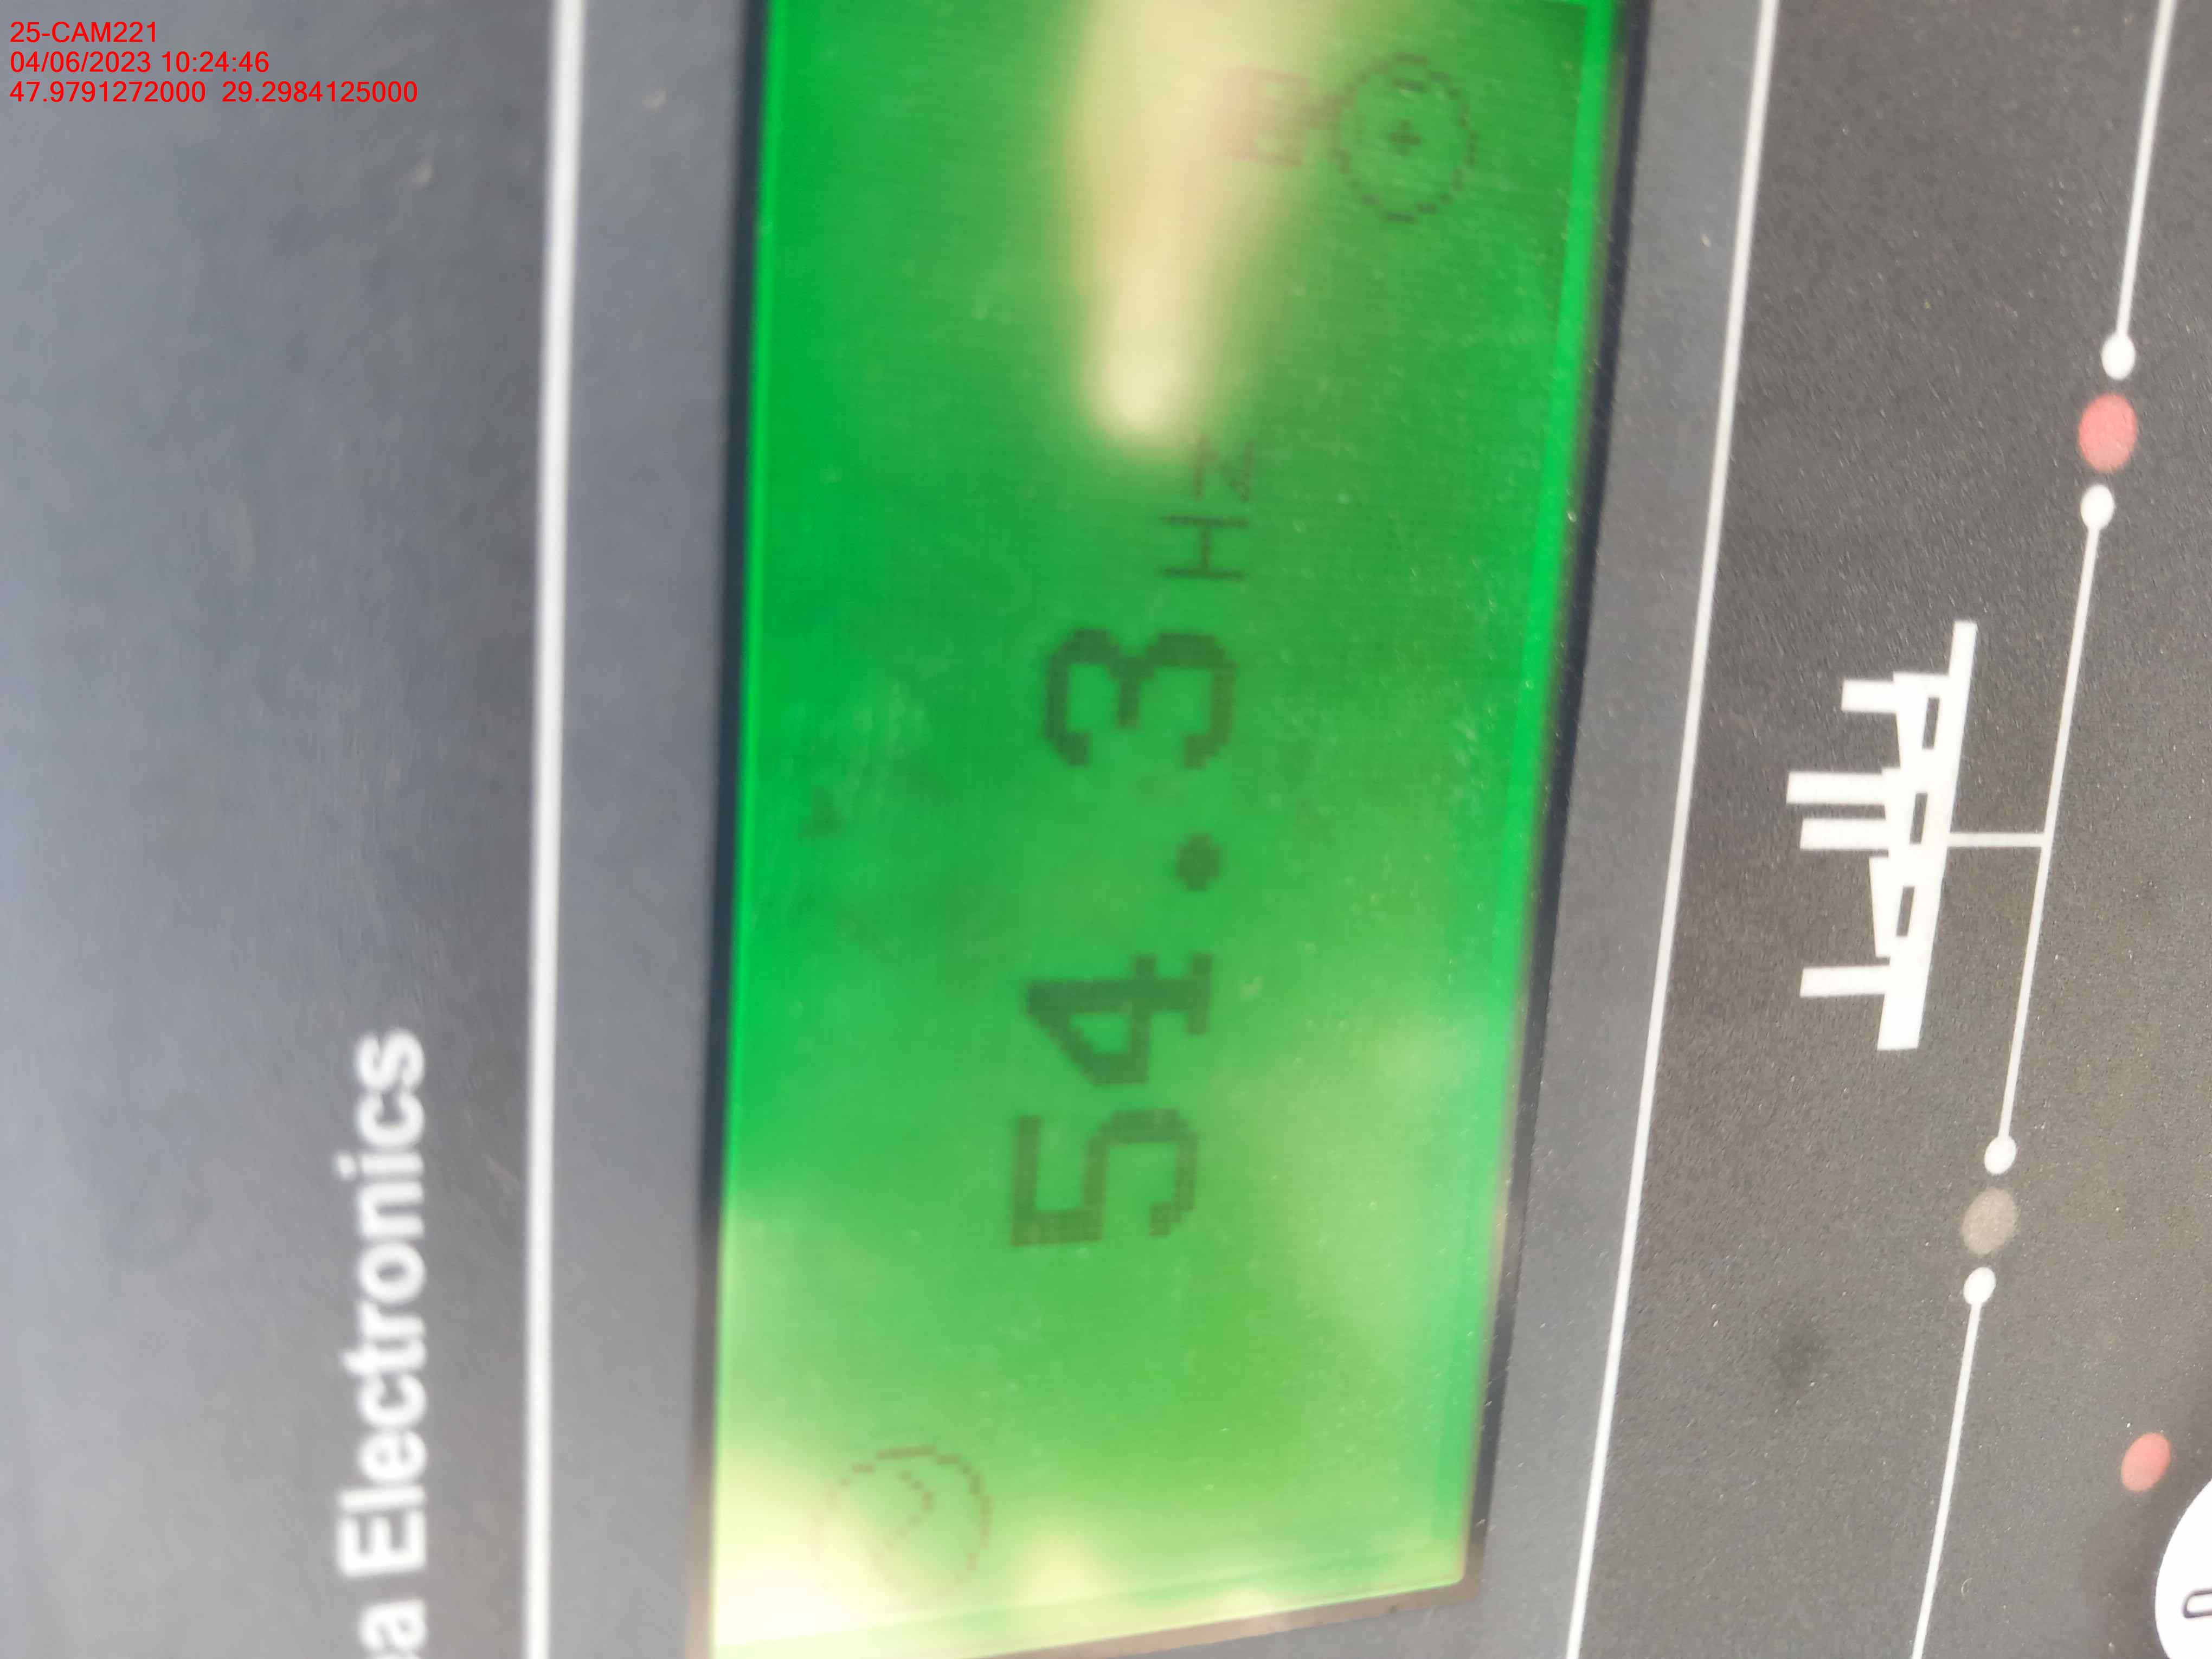 25-CAM221
04/06/2023 10:24:46
47.9791272000 29.2984125000
54.3 Hz
Electronics